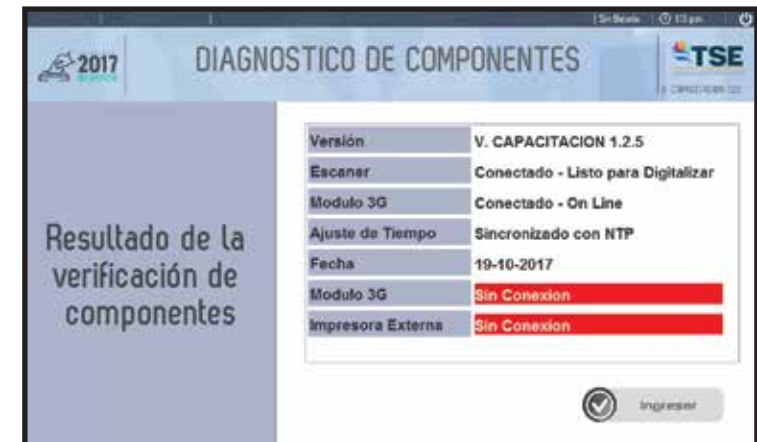 2017
DIAGNOSTICO DE COMPONENTES
TSE
Resultado de la
verificación de
componentes
Versión V. CAPACITACION 1.2.5
Escaner Conectado - Listo para Digitalizar
Modulo 3G Conectado - On Line
Ajuste de Tiempo Sincronizado con NTP
Fecha 19-10-2017
Modulo 3G Sin Conexion
Impresora Externa Sin Conexion
Ingresar